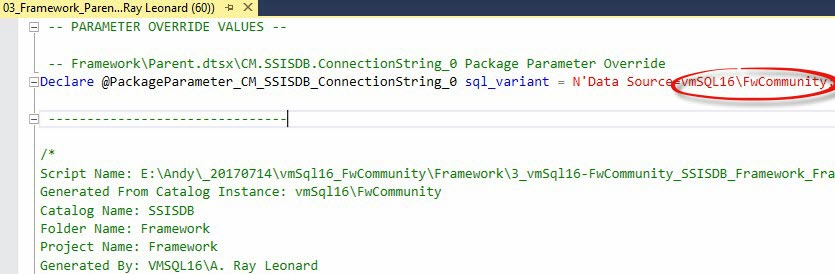 03_Framework_Paren...Ray Leonard (60))
-- PARAMETER OVERRIDE VALUES --
-- Framework\Parent.dtsx\CM.SSISDB.ConnectionString_0 Package Parameter Override
Declare @PackageParameter_CM_SSISDB_ConnectionString_0 sql_variant = N'Data Source=vmSQL16\FwCommunity;
-------------------------------
/*
Script Name: E:\Andy\_20170714\vmSql16_FwCommunity\Framework\3_vmSql16-FwCommunity_SSISDB_Framework_Fra
Generated From Catalog Instance: vmSql16\FwCommunity
Catalog Name: SSISDB
Folder Name: Framework
Project Name: Framework
Generated By: VMSQL16\A. Ray Leonard